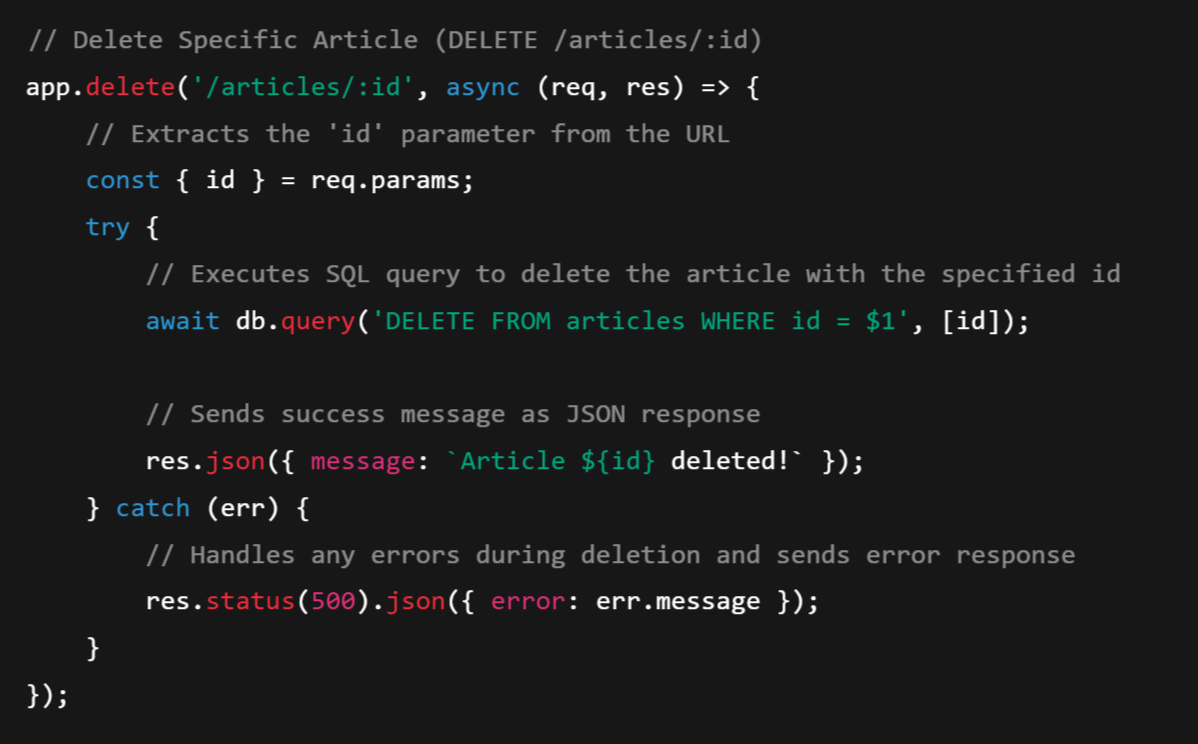 // Delete Specific Article (DELETE /articles/:id)
app.delete('/articles/:id', async (req, res) => {
    // Extracts the 'id' parameter from the URL
    const { id } = req.params;
    try {
        // Executes SQL query to delete the article with the specified id
        await db.query('DELETE FROM articles WHERE id = $1', [id]);

        // Sends success message as JSON response
        res.json({ message: `Article ${id} deleted!` });
    } catch (err) {
        // Handles any errors during deletion and sends error response
        res.status(500).json({ error: err.message });
    }
});